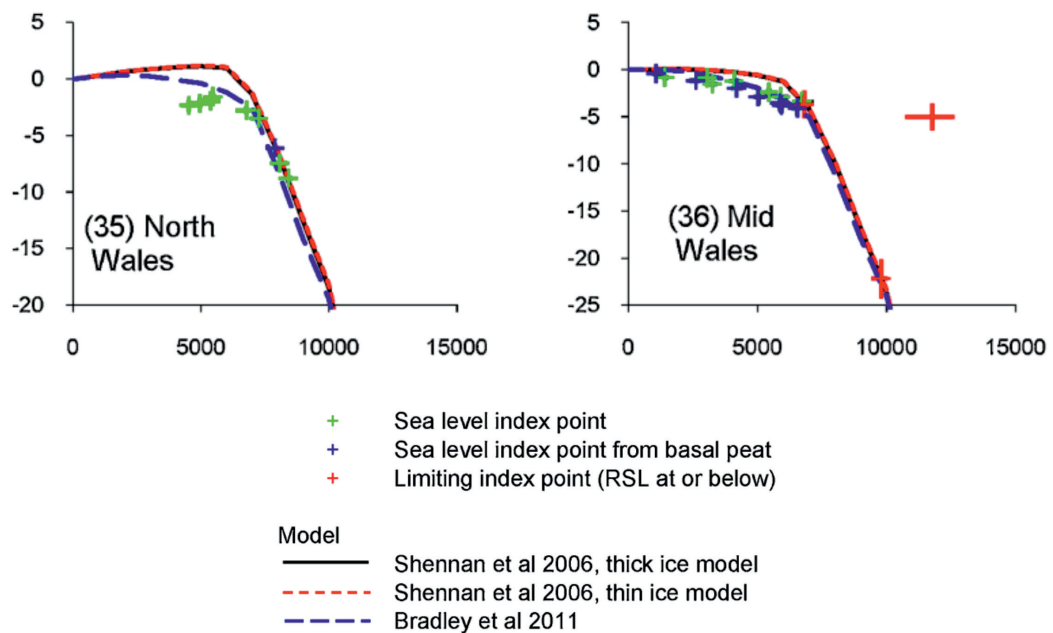 5
0
-5
-10
-15
-20
0 5000 10000 15000
(35) North
Wales
5
0
-5
-10
-15
-20
-25
0 5000 10000 15000
(36) Mid
Wales
Sea level index point
Sea level index point from basal peat
Limiting index point (RSL at or below)
Model
Shennan et al 2006, thick ice model
Shennan et al 2006, thin ice model
Bradley et al 2011